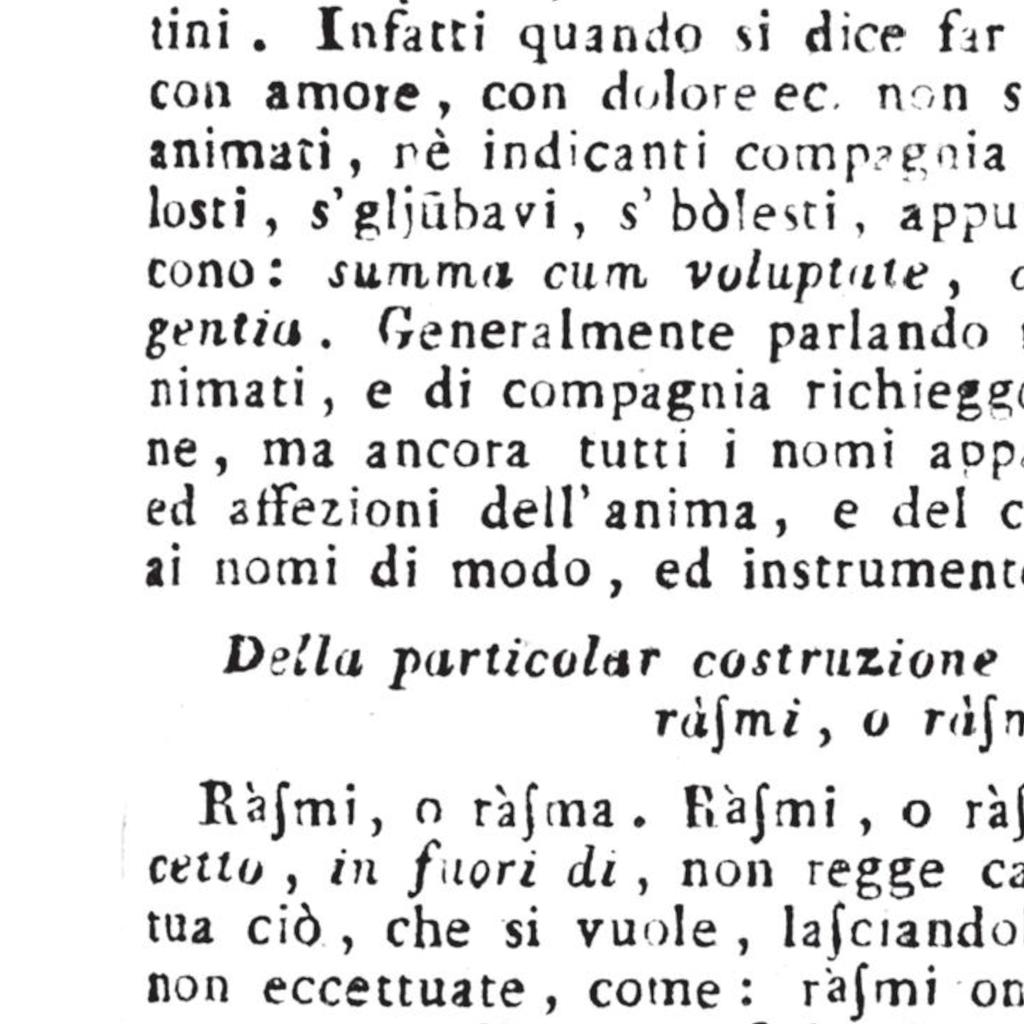 tini. Infatti quando si dice far
con amore, con dolore ec. non s
animati, nè indicanti compagnia
losti, s'gljūbavi, s' bòlesti, appu
cono: summa cum voluptate,
gentia. Generalmente parlando
nimati, e di compagnia richiegg
ne, ma ancora tutti i nomi app
ed affezioni dell'anima, e del c
ai nomi di modo, ed instrument
Della particolar costruzione
ràſmi, o ràſm
Ràſmi, o ràſma. Ràſmi, o ràſ
cetto, in fuori di, non regge ca
tua ciò, che si vuole, laſciando
non eccettuate, come: ràſmi on